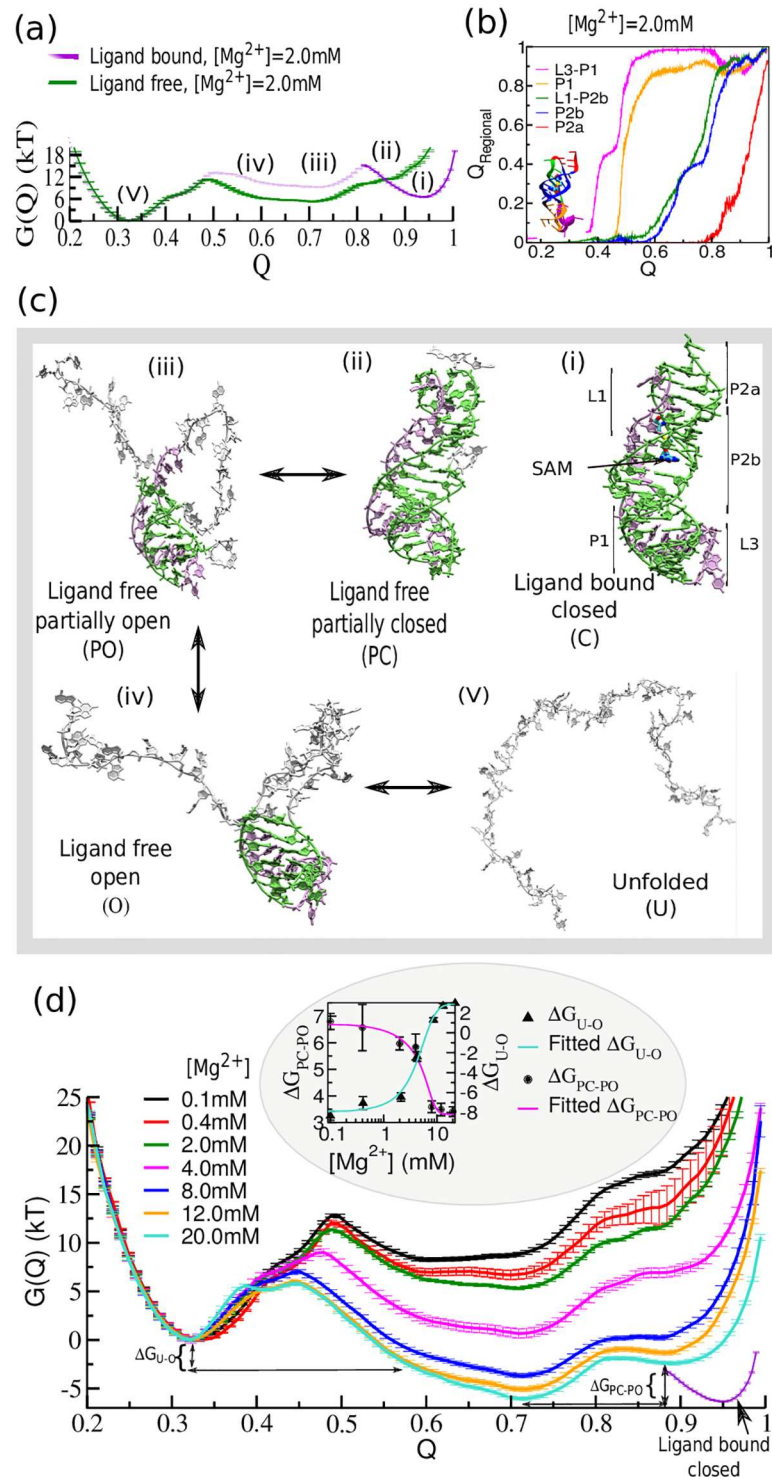 (a)
Ligand bound, [Mg2+]=2.0mM
Ligand free, [Mg2+]=2.0mM
G(Q) (kT)
18
12
6
0
(v)
(iv)
(iii)
(ii)
(i)
0.2 0.3 0.4 0.5 0.6 0.7 0.8 0.9 1
Q
(b)
[Mg2+]=2.0mM
QRegional
1
0.8
0.6
0.4
0.2
0
L3-P1
P1
L1-P2b
P2b
P2a
0.2 0.4 0.6 0.8 1
Q
(c)
(iii)
(ii)
(i)
L1
P2a
P2b
SAM
P1
L3
Ligand free
partially open
(PO)
Ligand free
partially closed
(PC)
Ligand bound
closed
(C)
(iv)
(v)
Ligand free
open
(O)
Unfolded
(U)
(d)
ΔGPC-PO
7
6
5
4
3
2
0
-2
-4
-6
-8
ΔGU-O
0.1 1 10
[Mg2+] (mM)
ΔGU-O
Fitted ΔGU-O
ΔGPC-PO
Fitted ΔGPC-PO
[Mg2+]
0.1mM
0.4mM
2.0mM
4.0mM
8.0mM
12.0mM
20.0mM
G(Q) (kT)
25
20
15
10
5
0
-5
ΔGU-O {
ΔGPC-PO {
0.2 0.3 0.4 0.5 0.6 0.7 0.8 0.9 1
Q
Ligand bound
closed